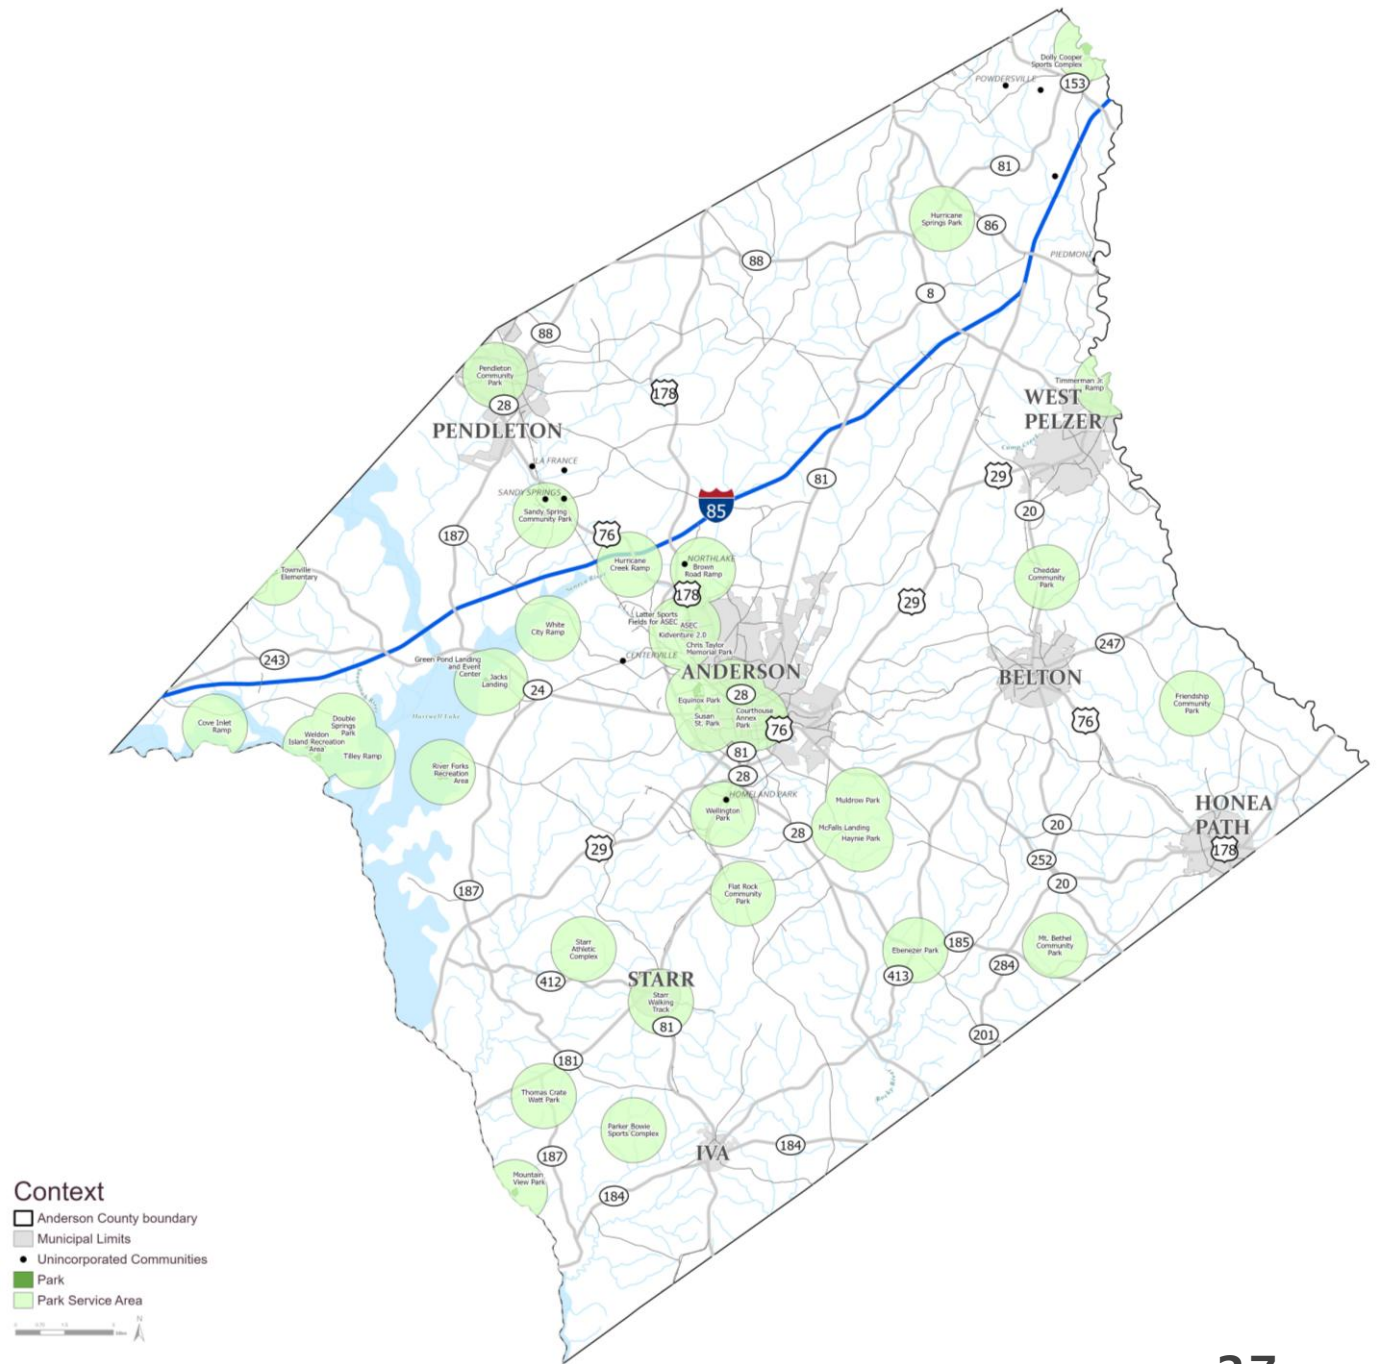 Dolly Cooper
Sports Complex
POWDERSVILLE
153
81
Hurricane
Springs Park
86
88
PIEDMONT
8
88
Pendleton
Community
Park
28
178
Timmerman Jr.
Ramp
WEST
PELZER
PENDLETON
LA FRANCE
29
81
SANDY SPRINGS
Sandy Spring
Community Park
85
20
187
76
Hurricane
Creek Ramp
NORTHLAKE
Brown
Road Ramp
Townville
Elementary
Cheddar
Community
Park
Seneca River
178
29
Latter Sports
Fields for ASEC
ASEC
Kidventure 2.0
White
City Ramp
Chris Taylor
Memorial Park
247
243
CENTERVILLE
Green Pond Landing
and Event
Center
Jacks
Landing
ANDERSON
BELTON
24
28
Equinox Park
Friendship
Community
Park
Hartwell Lake
Susan
St. Park
Courthouse
Annex
Park
76
76
Cove Inlet
Ramp
Double
Springs
Park
Weldon
Island Recreation
Area
Tilley Ramp
81
River Forks
Recreation
Area
28
HOMELAND PARK
Wellington
Park
Muldrow Park
HONEA
PATH
McFalls Landing
Haynie Park
28
20
29
178
252
187
20
Flat Rock
Community
Park
Starr
Athletic
Complex
Ebenezer Park
185
Mt. Bethel
Community
Park
284
413
412
STARR
Starr
Walking
Track
81
201
181
Thomas Crate
Watt Park
Rocky River
Parker Bowie
Sports Complex
187
IVA
184
Mountain
View Park
184
Context
Anderson County boundary
Municipal Limits
Unincorporated Communities
Park
Park Service Area
N